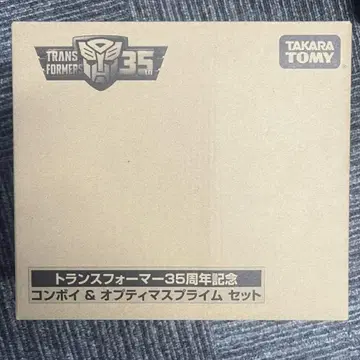 TRANS
FORMERS 35th
TAKARA
TOMY
トランスフォーマー35周年記念
コンボイ & オプティマスプライム セット